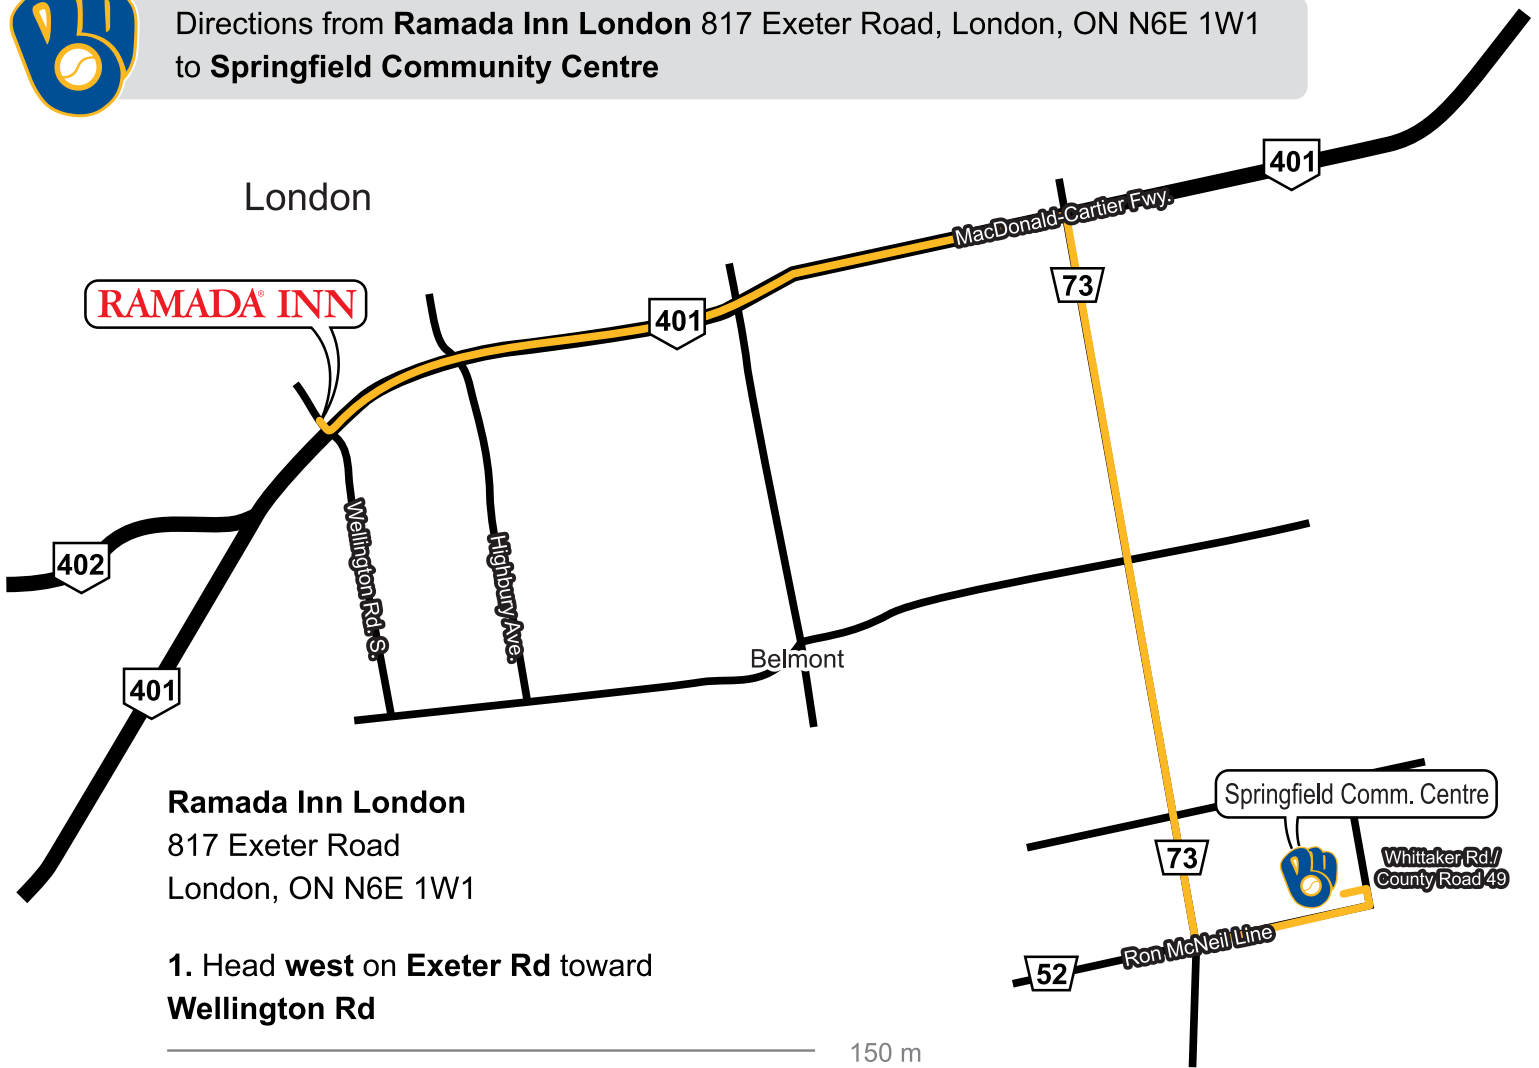 Directions from Ramada Inn London 817 Exeter Road, London, ON N6E 1W1
to Springfield Community Centre
401
London
MacDonald-Cartier Fwy.
73
RAMADA® INN
401
Wellington Rd. S.
Highbury Ave.
402
Belmont
401
Springfield Comm. Centre
73
Whittaker Rd./
County Road 49
Ron McNeil Line
52
Ramada Inn London
817 Exeter Road
London, ON N6E 1W1
1. Head west on Exeter Rd toward
Wellington Rd
150 m